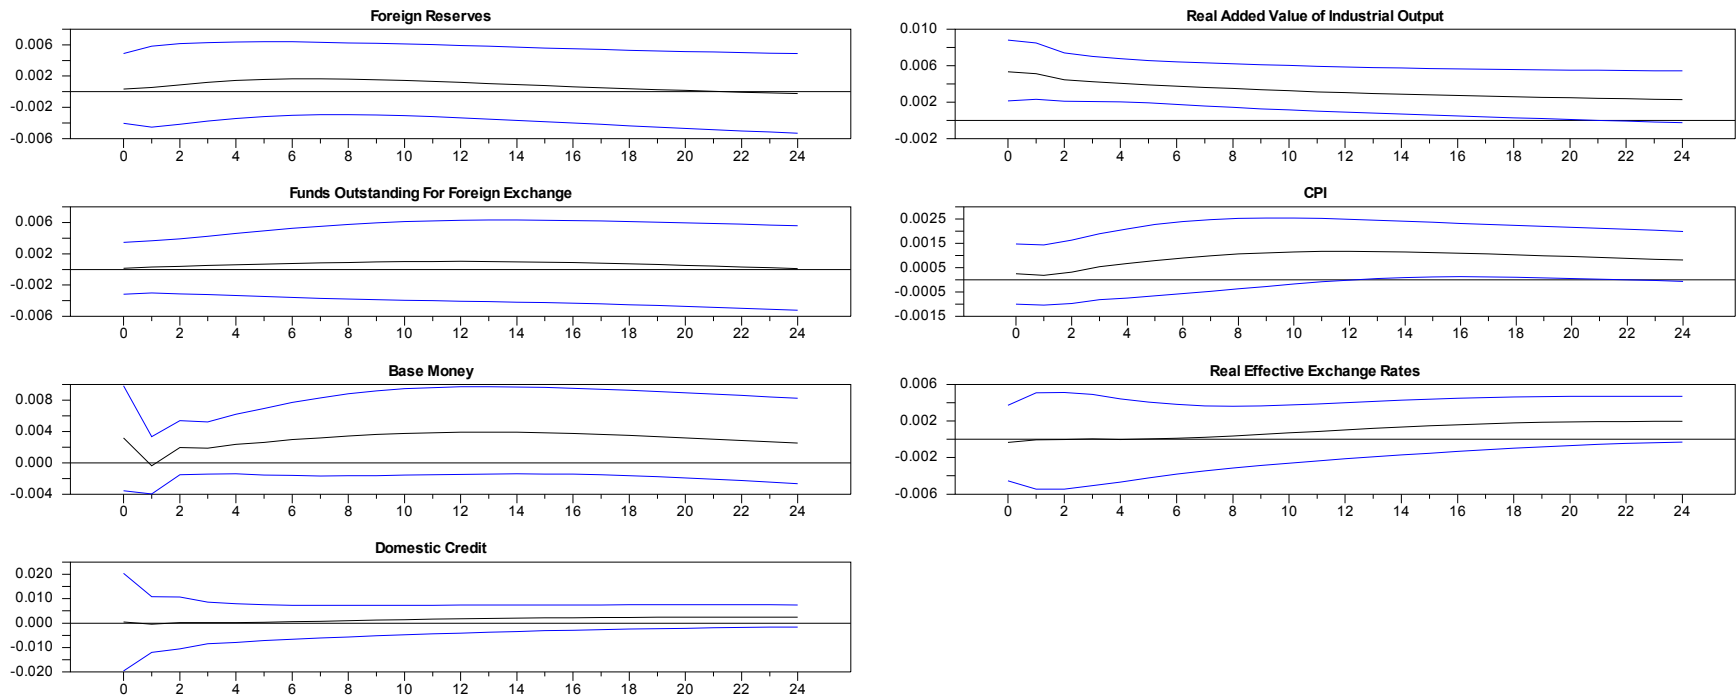 Foreign Reserves
0.006
0.002
-0.002
-0.006
0 2 4 6 8 10 12 14 16 18 20 22 24
Funds Outstanding For Foreign Exchange
0.006
0.002
-0.002
-0.006
0 2 4 6 8 10 12 14 16 18 20 22 24
Base Money
0.008
0.004
0.000
-0.004
0 2 4 6 8 10 12 14 16 18 20 22 24
Domestic Credit
0.020
0.010
0.000
-0.010
-0.020
0 2 4 6 8 10 12 14 16 18 20 22 24
Real Added Value of Industrial Output
0.010
0.006
0.002
-0.002
0 2 4 6 8 10 12 14 16 18 20 22 24
CPI
0.0025
0.0015
0.0005
-0.0005
-0.0015
0 2 4 6 8 10 12 14 16 18 20 22 24
Real Effective Exchange Rates
0.006
0.002
-0.002
-0.006
0 2 4 6 8 10 12 14 16 18 20 22 24